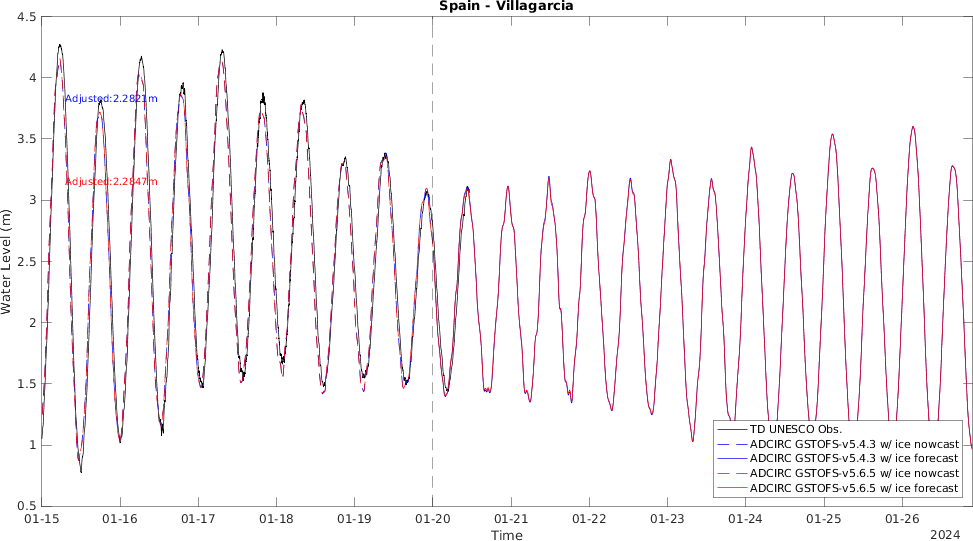 Spain - Villagarcia
4.5
4
3.5
3
2.5
2
1.5
1
0.5
Water Level (m)
Adjusted:2.2821m
Adjusted:2.2847m
TD UNESCO Obs.
ADCIRC GSTOFS-v5.4.3 w/ ice nowcast
ADCIRC GSTOFS-v5.4.3 w/ ice forecast
ADCIRC GSTOFS-v5.6.5 w/ ice nowcast
ADCIRC GSTOFS-v5.6.5 w/ ice forecast
01-15 01-16 01-17 01-18 01-19 01-20 01-21 01-22 01-23 01-24 01-25 01-26
Time
2024